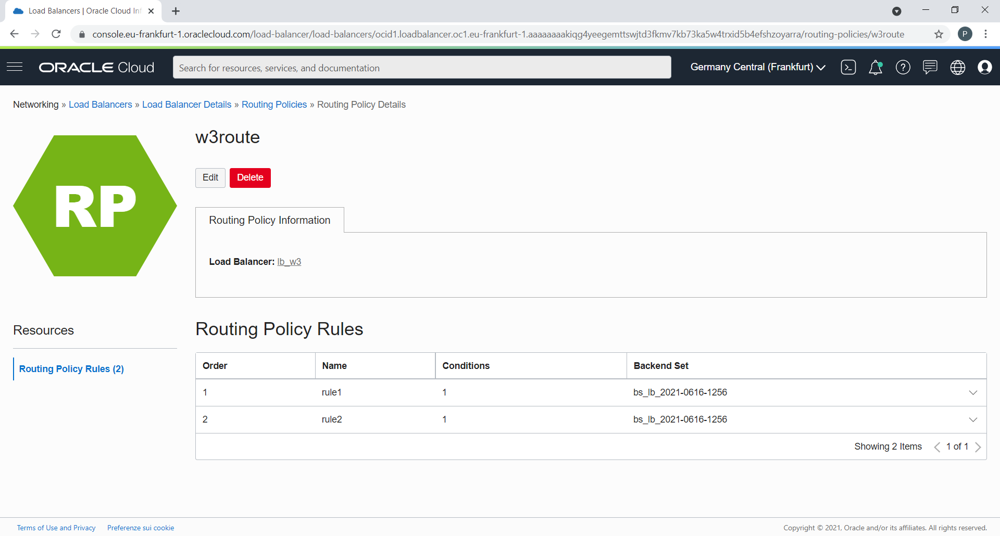 Load Balancers | Oracle Cloud Inf
console.eu-frankfurt-1.oraclecloud.com/load-balancer/load-balancers/ocid1.loadbalancer.oc1.eu-frankfurt-1.aaaaaaaakiqg4yeegemttswjtd3fkmv7kb73ka5w4trxid5b4efshzoyarra/routing-policies/w3route
P
ORACLE Cloud
Search for resources, services, and documentation
Germany Central (Frankfurt)
Networking » Load Balancers » Load Balancer Details » Routing Policies » Routing Policy Details
RP
w3route
Edit
Delete
Routing Policy Information
Load Balancer: lb_w3
Resources
Routing Policy Rules (2)
Routing Policy Rules
Order Name Conditions Backend Set
1 rule1 1 bs_lb_2021-0616-1256
2 rule2 1 bs_lb_2021-0616-1256
Showing 2 Items 1 of 1
Terms of Use and Privacy Preferenze sui cookie
Copyright © 2021, Oracle and/or its affiliates. All rights reserved.